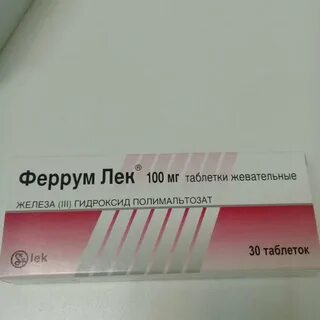 Феррум Лек® 100 мг таблетки жевательные
ЖЕЛЕЗА (III) ГИДРОКСИД ПОЛИМАЛЬТОЗАТ
30 таблеток
lek